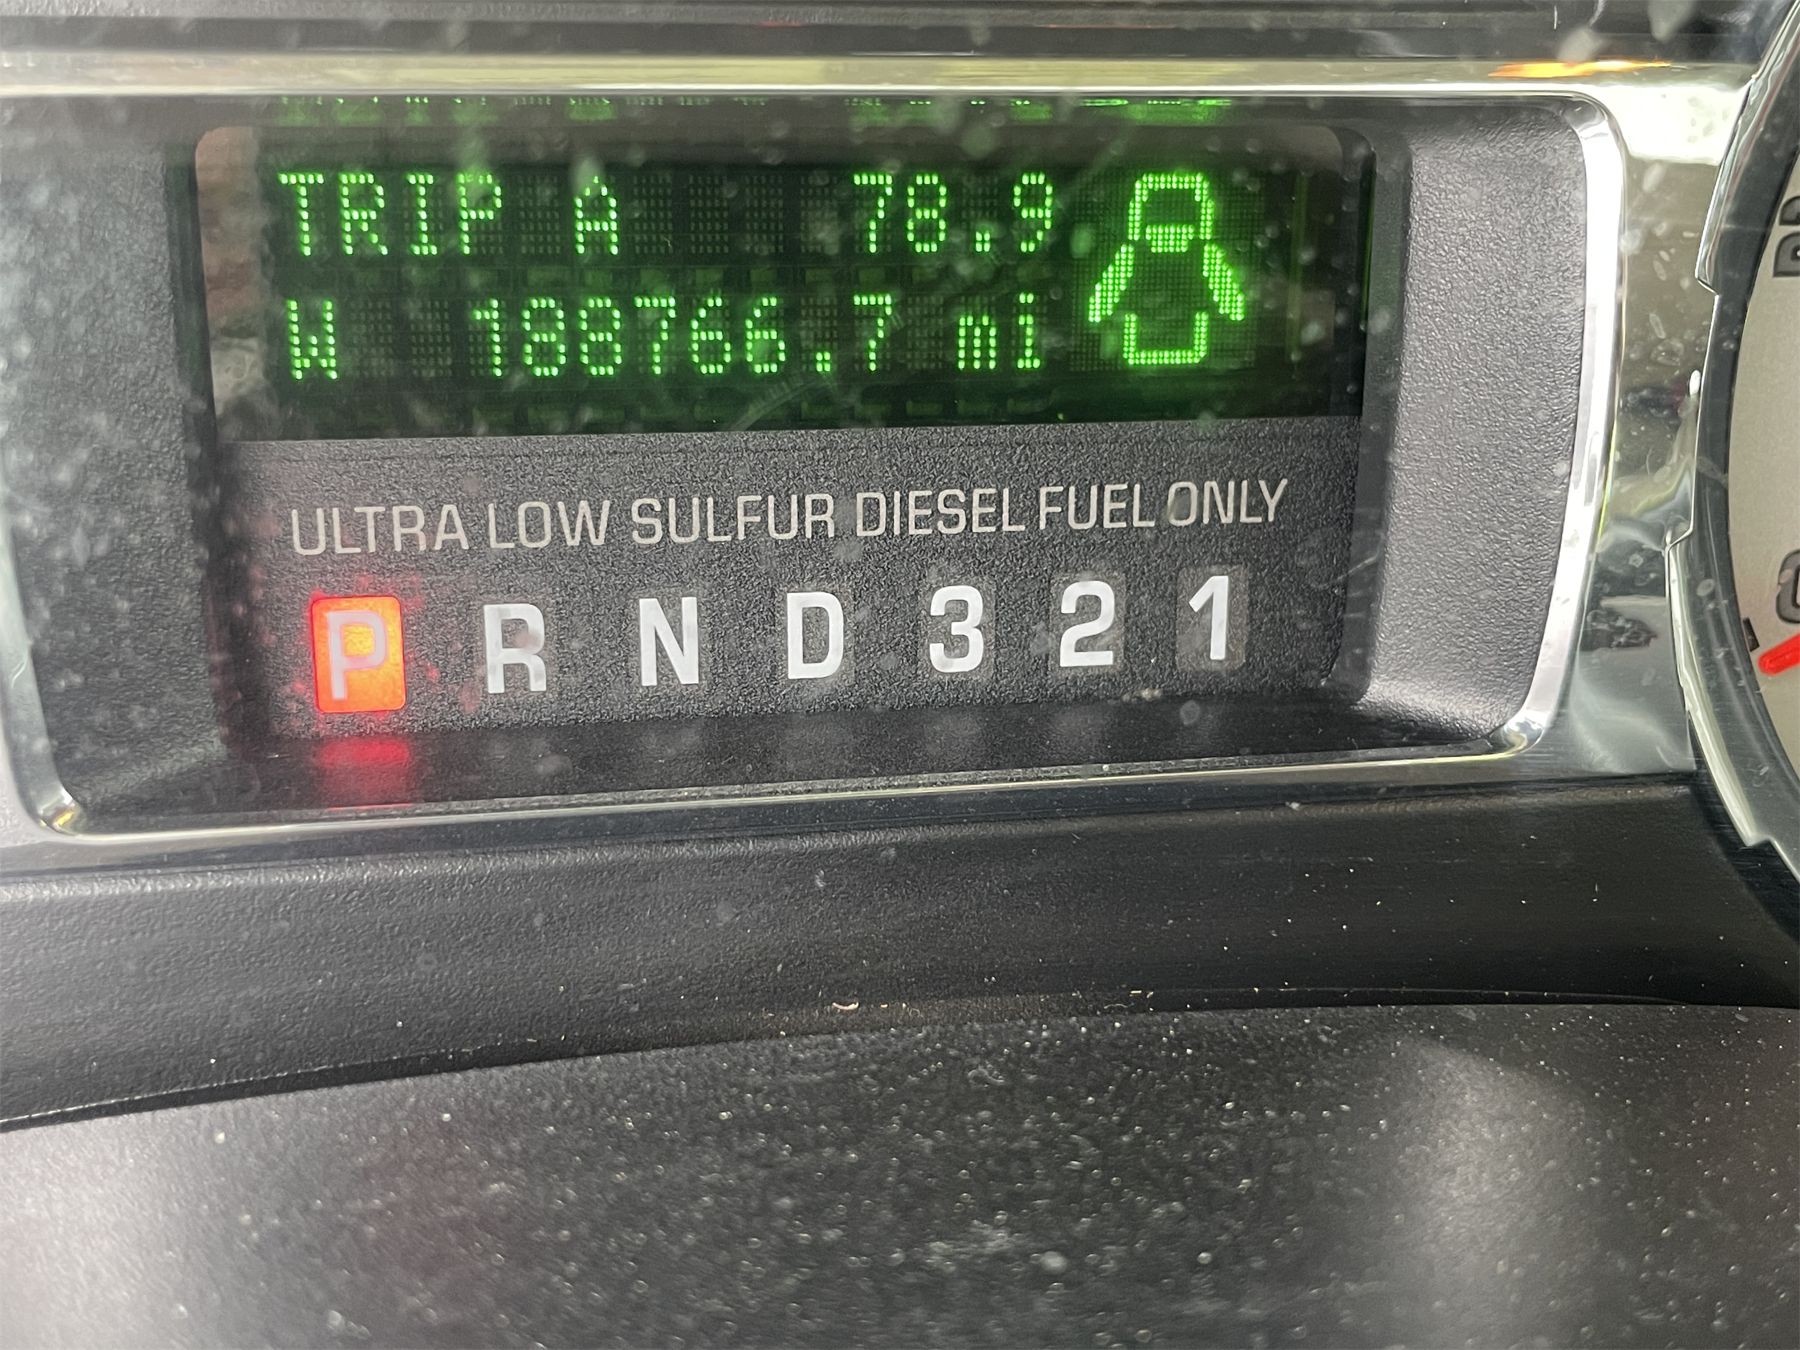 TRIP A 78.9
W 188766.7 mi
ULTRA LOW SULFUR DIESEL FUEL ONLY
P R N D 3 2 1